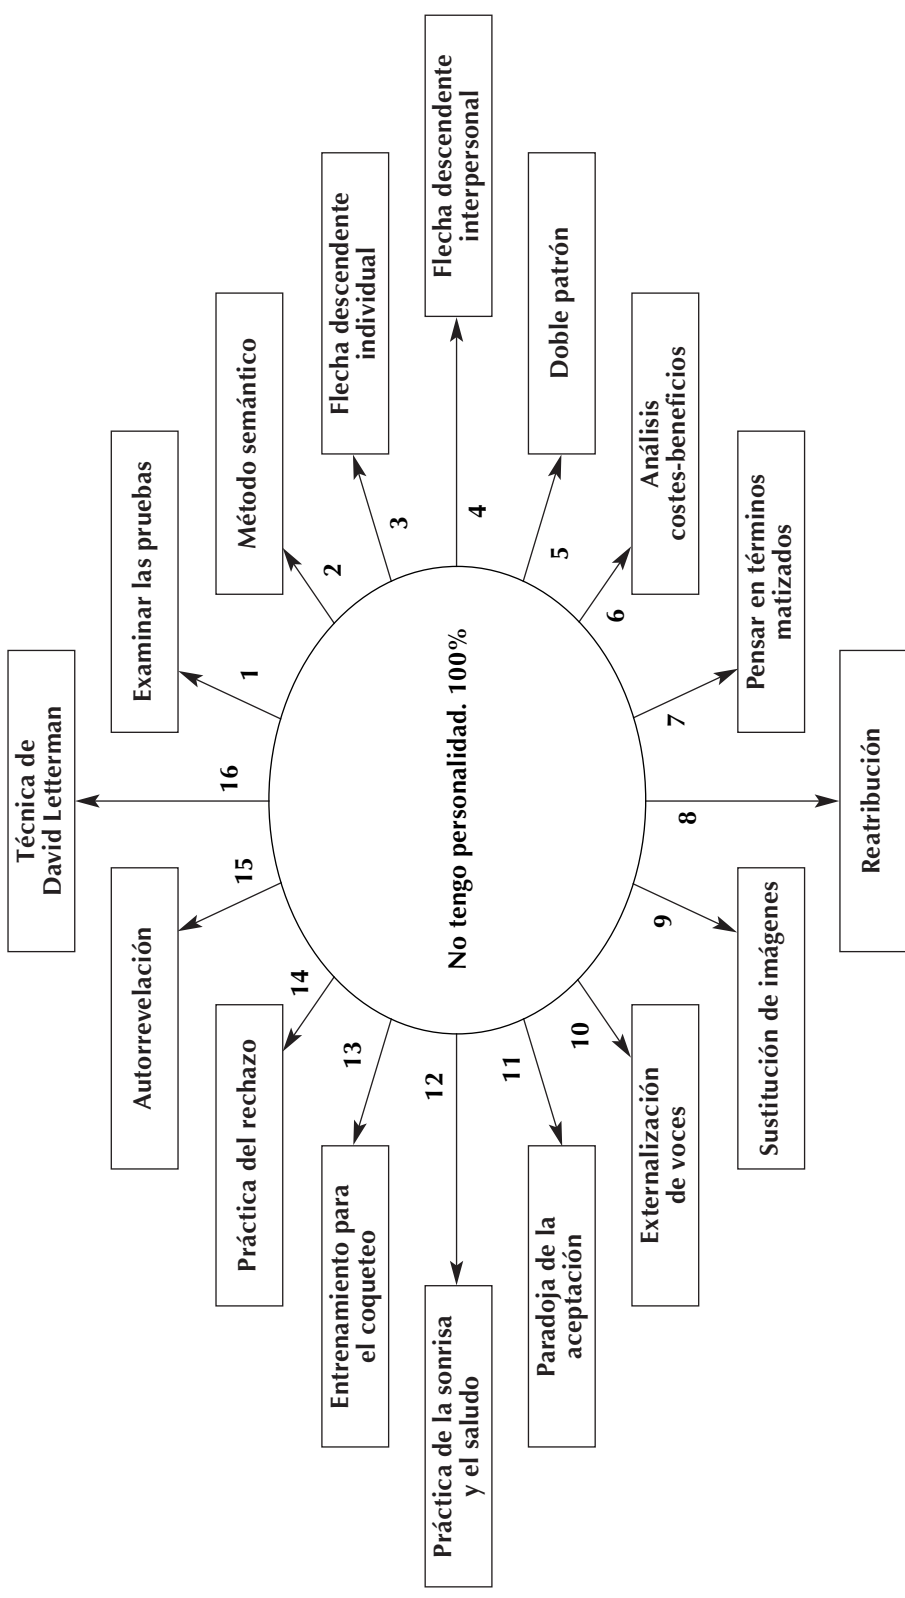 No tengo personalidad. 100%
1
Examinar las pruebas
2
Método semántico
3
Flecha descendente
individual
4
Flecha descendente
interpersonal
5
Doble patrón
6
Análisis
costes-beneficios
7
Pensar en términos
matizados
8
Reatribución
9
Sustitución de imágenes
10
Externalización
de voces
11
Paradoja de la
aceptación
12
Práctica de la sonrisa
y el saludo
13
Entrenamiento para
el coqueteo
14
Práctica del rechazo
15
Autorrevelación
16
Técnica de
David Letterman